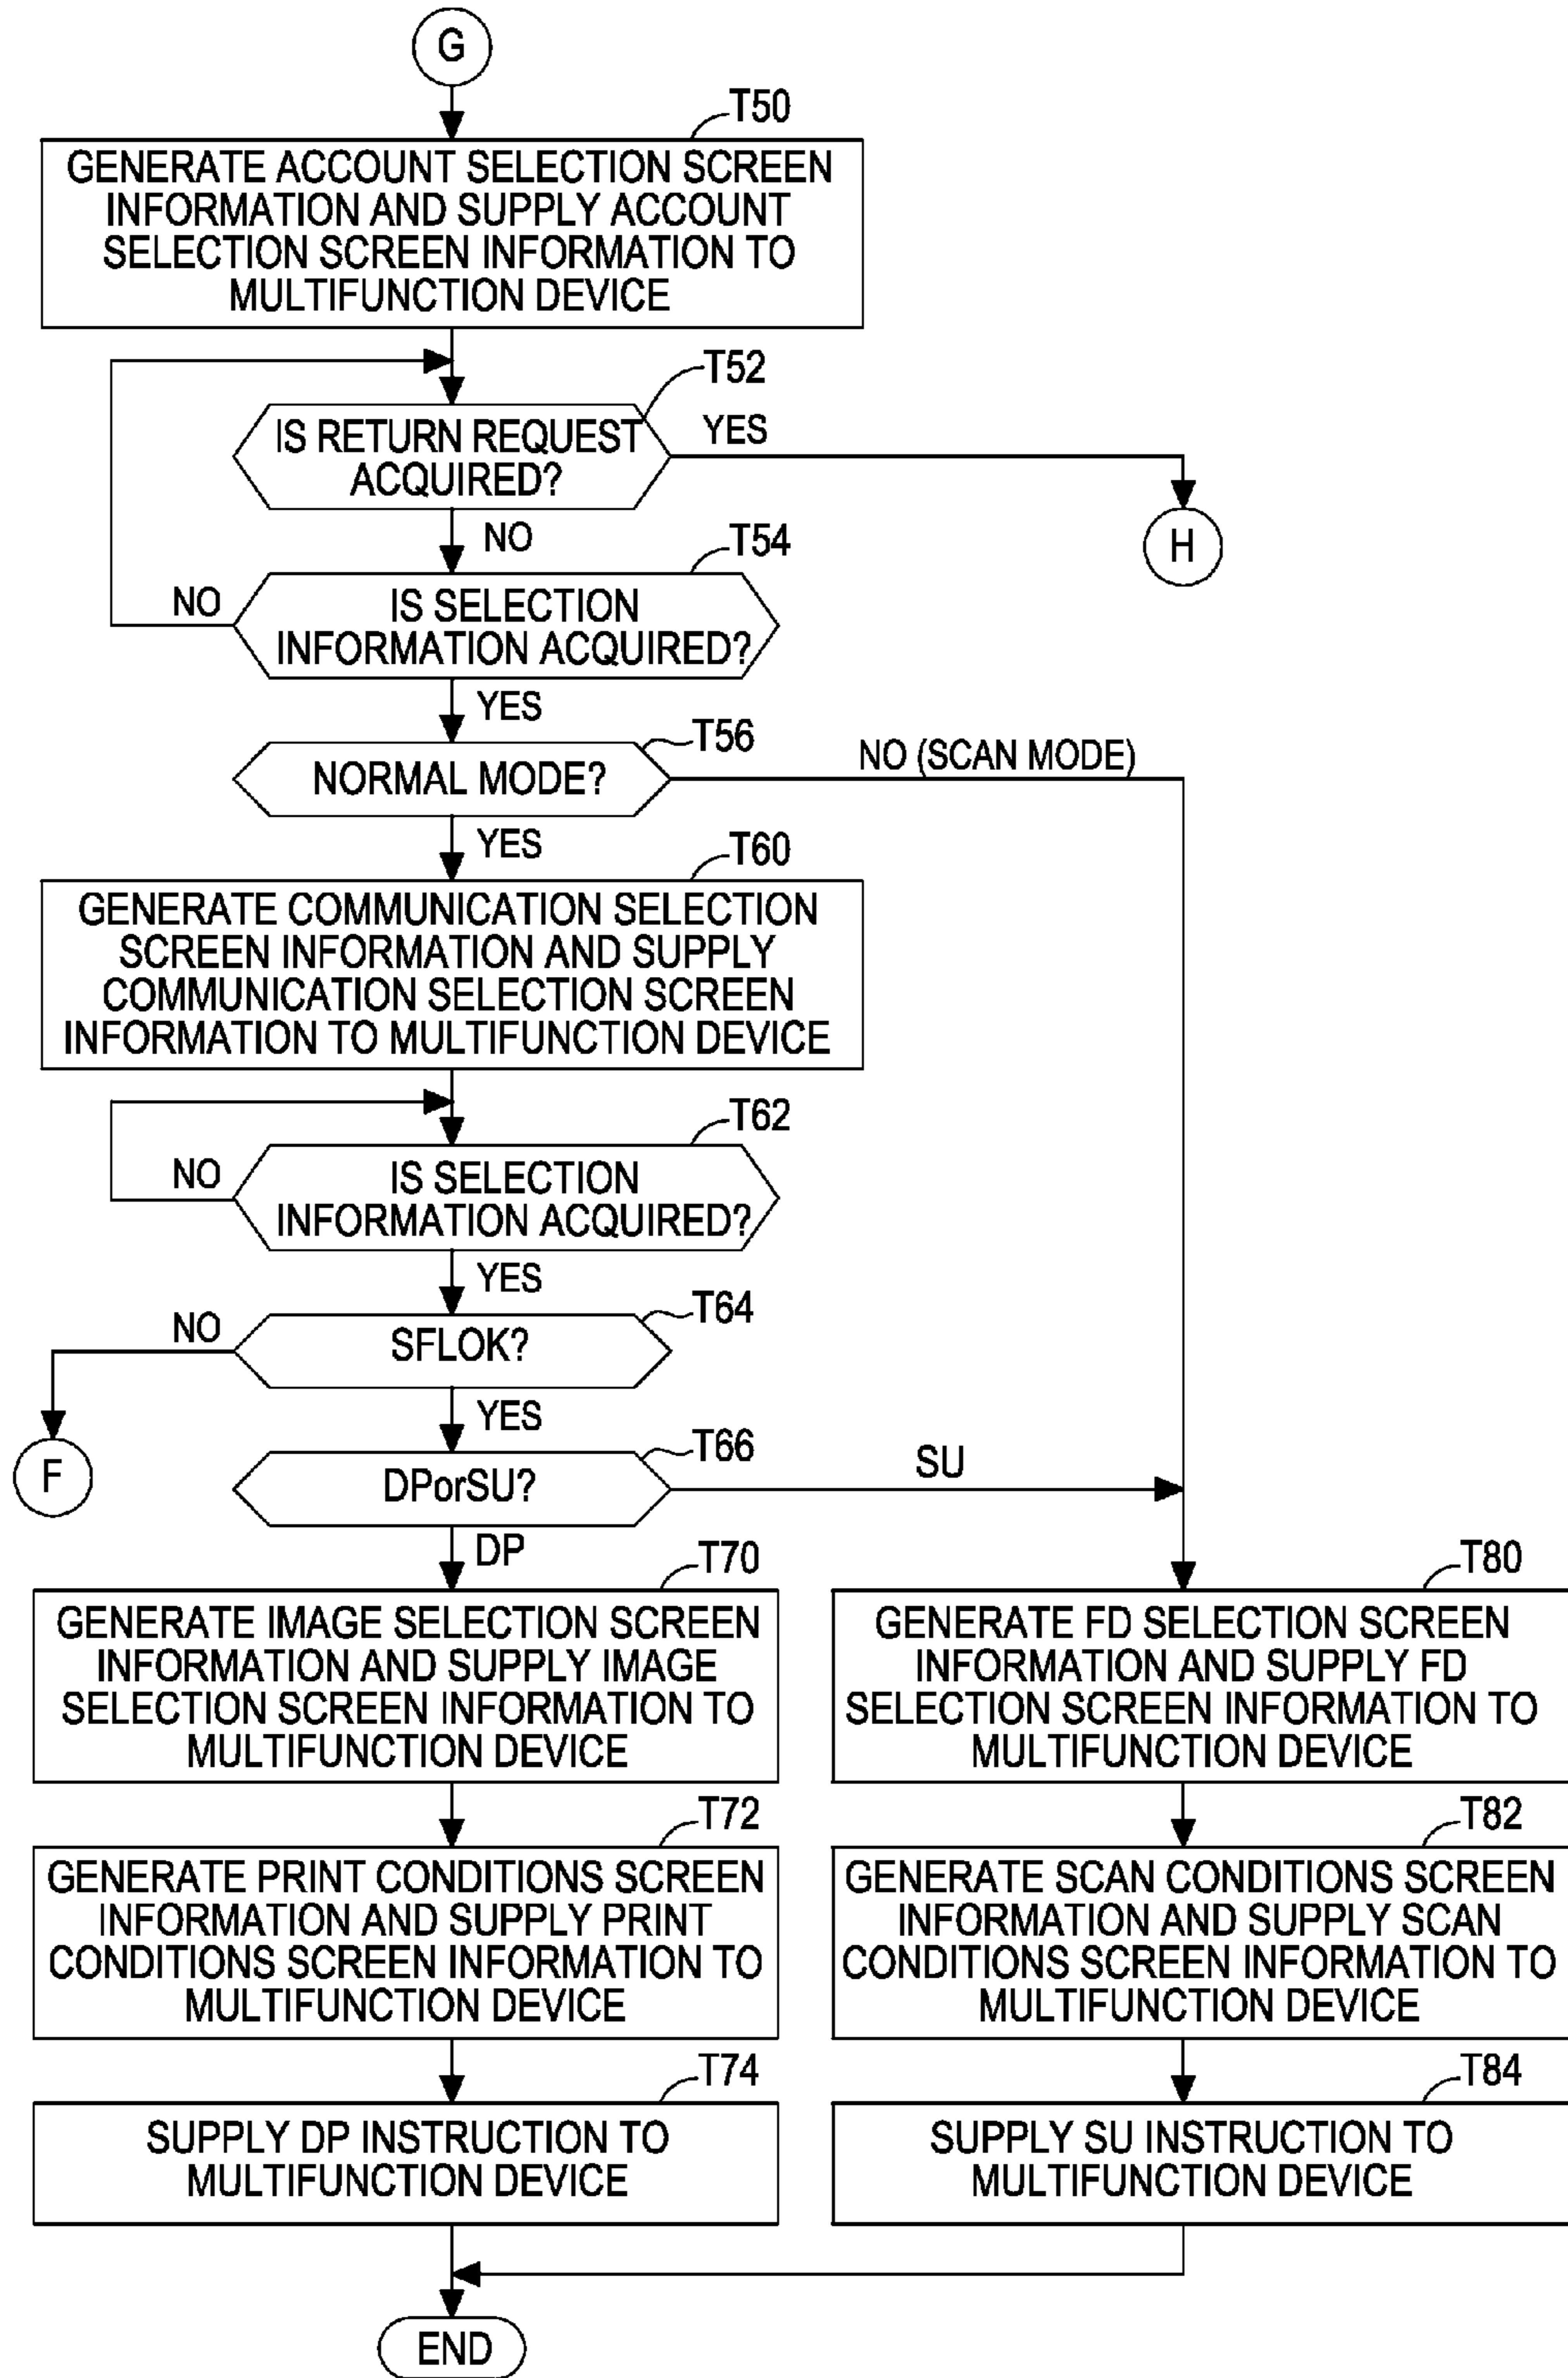 G
T50
GENERATE ACCOUNT SELECTION SCREEN
INFORMATION AND SUPPLY ACCOUNT
SELECTION SCREEN INFORMATION TO
MULTIFUNCTION DEVICE
T52
IS RETURN REQUEST
ACQUIRED?
YES
H
NO
T54
IS SELECTION
INFORMATION ACQUIRED?
NO
YES
T56
NORMAL MODE?
NO (SCAN MODE)
YES
T60
GENERATE COMMUNICATION SELECTION
SCREEN INFORMATION AND SUPPLY
COMMUNICATION SELECTION SCREEN
INFORMATION TO MULTIFUNCTION DEVICE
T62
IS SELECTION
INFORMATION ACQUIRED?
NO
YES
T64
SFLOK?
NO
F
YES
T66
DPorSU?
SU
DP
T70
GENERATE IMAGE SELECTION SCREEN
INFORMATION AND SUPPLY IMAGE
SELECTION SCREEN INFORMATION TO
MULTIFUNCTION DEVICE
T80
GENERATE FD SELECTION SCREEN
INFORMATION AND SUPPLY FD
SELECTION SCREEN INFORMATION TO
MULTIFUNCTION DEVICE
T72
GENERATE PRINT CONDITIONS SCREEN
INFORMATION AND SUPPLY PRINT
CONDITIONS SCREEN INFORMATION TO
MULTIFUNCTION DEVICE
T82
GENERATE SCAN CONDITIONS SCREEN
INFORMATION AND SUPPLY SCAN
CONDITIONS SCREEN INFORMATION TO
MULTIFUNCTION DEVICE
T74
SUPPLY DP INSTRUCTION TO
MULTIFUNCTION DEVICE
T84
SUPPLY SU INSTRUCTION TO
MULTIFUNCTION DEVICE
END